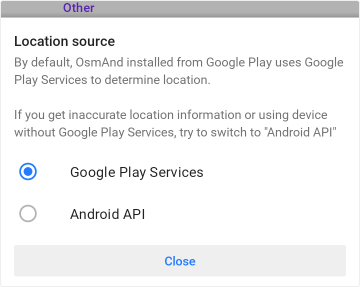 Other
Location source
By default, OsmAnd installed from Google Play uses Google
Play Services to determine location.
If you get inaccurate location information or using device
without Google Play Services, try to switch to "Android API"
Google Play Services
Android API
Close